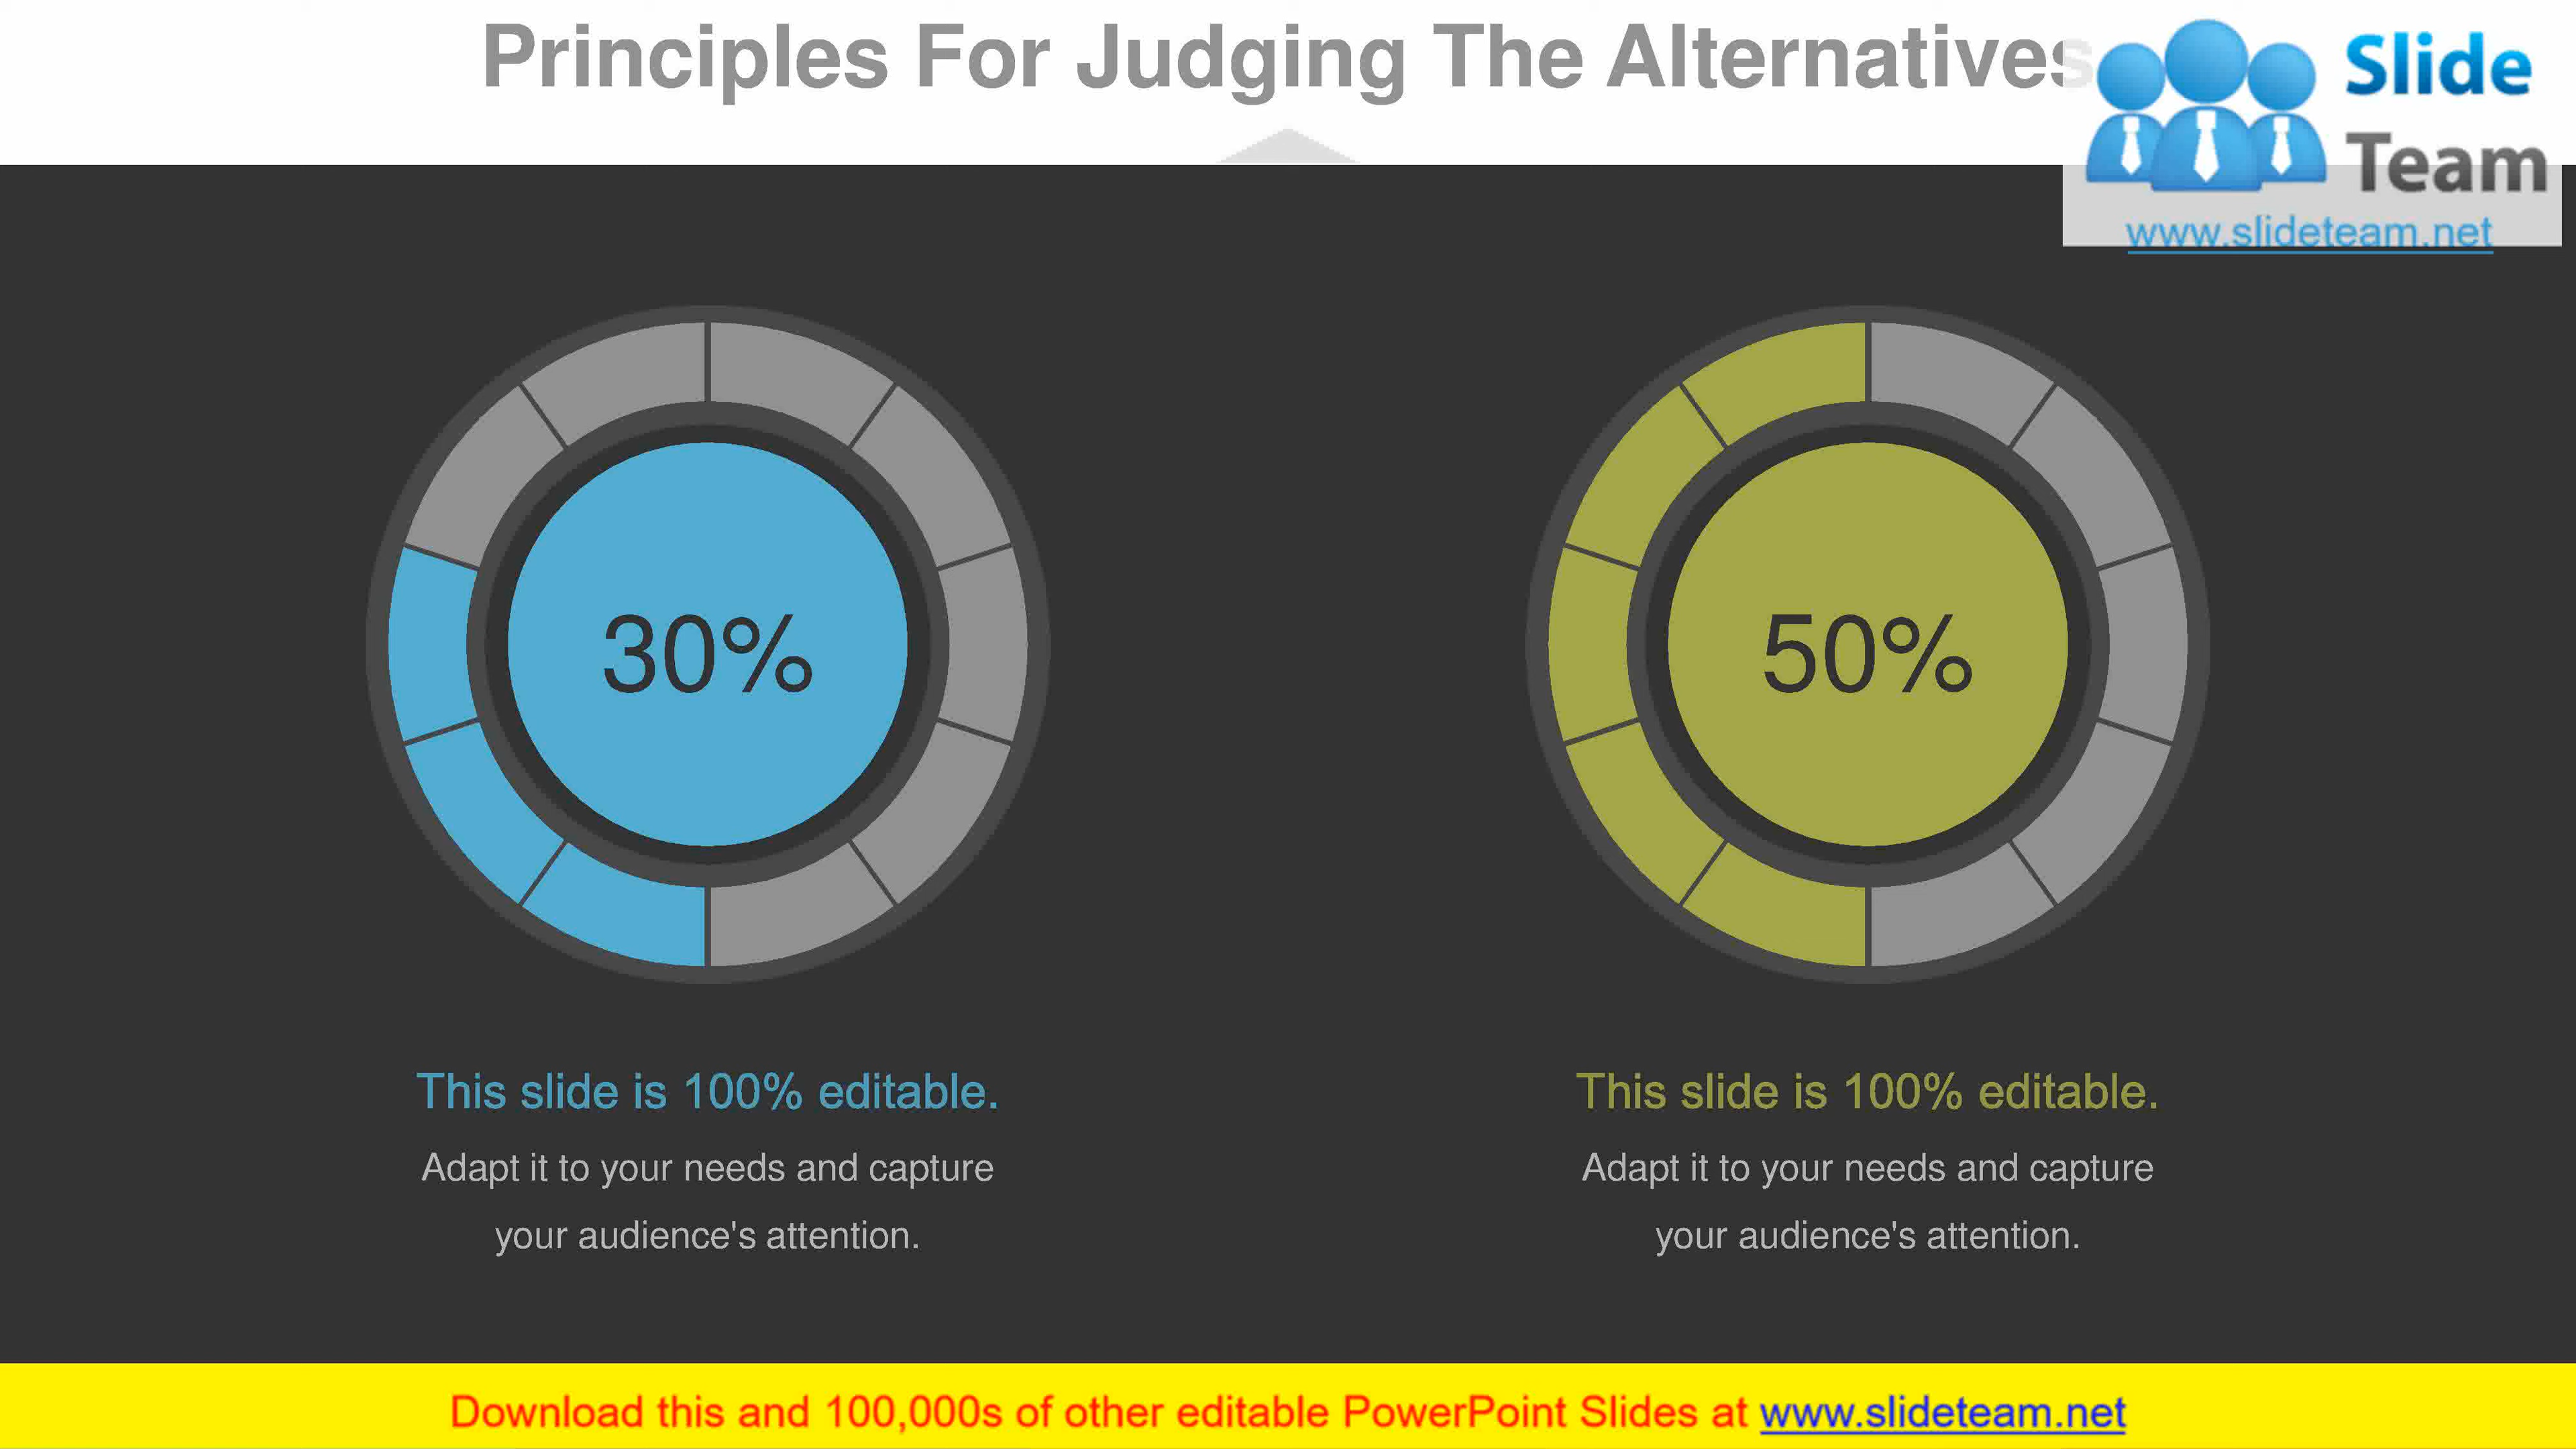 Principles For Judging The Alternatives
Slide
Team
www.slideteam.net
30%
50%
This slide is 100% editable.
Adapt it to your needs and capture
your audience's attention.
This slide is 100% editable.
Adapt it to your needs and capture
your audience's attention.
Download this and 100,000s of other editable PowerPoint Slides at www.slideteam.net